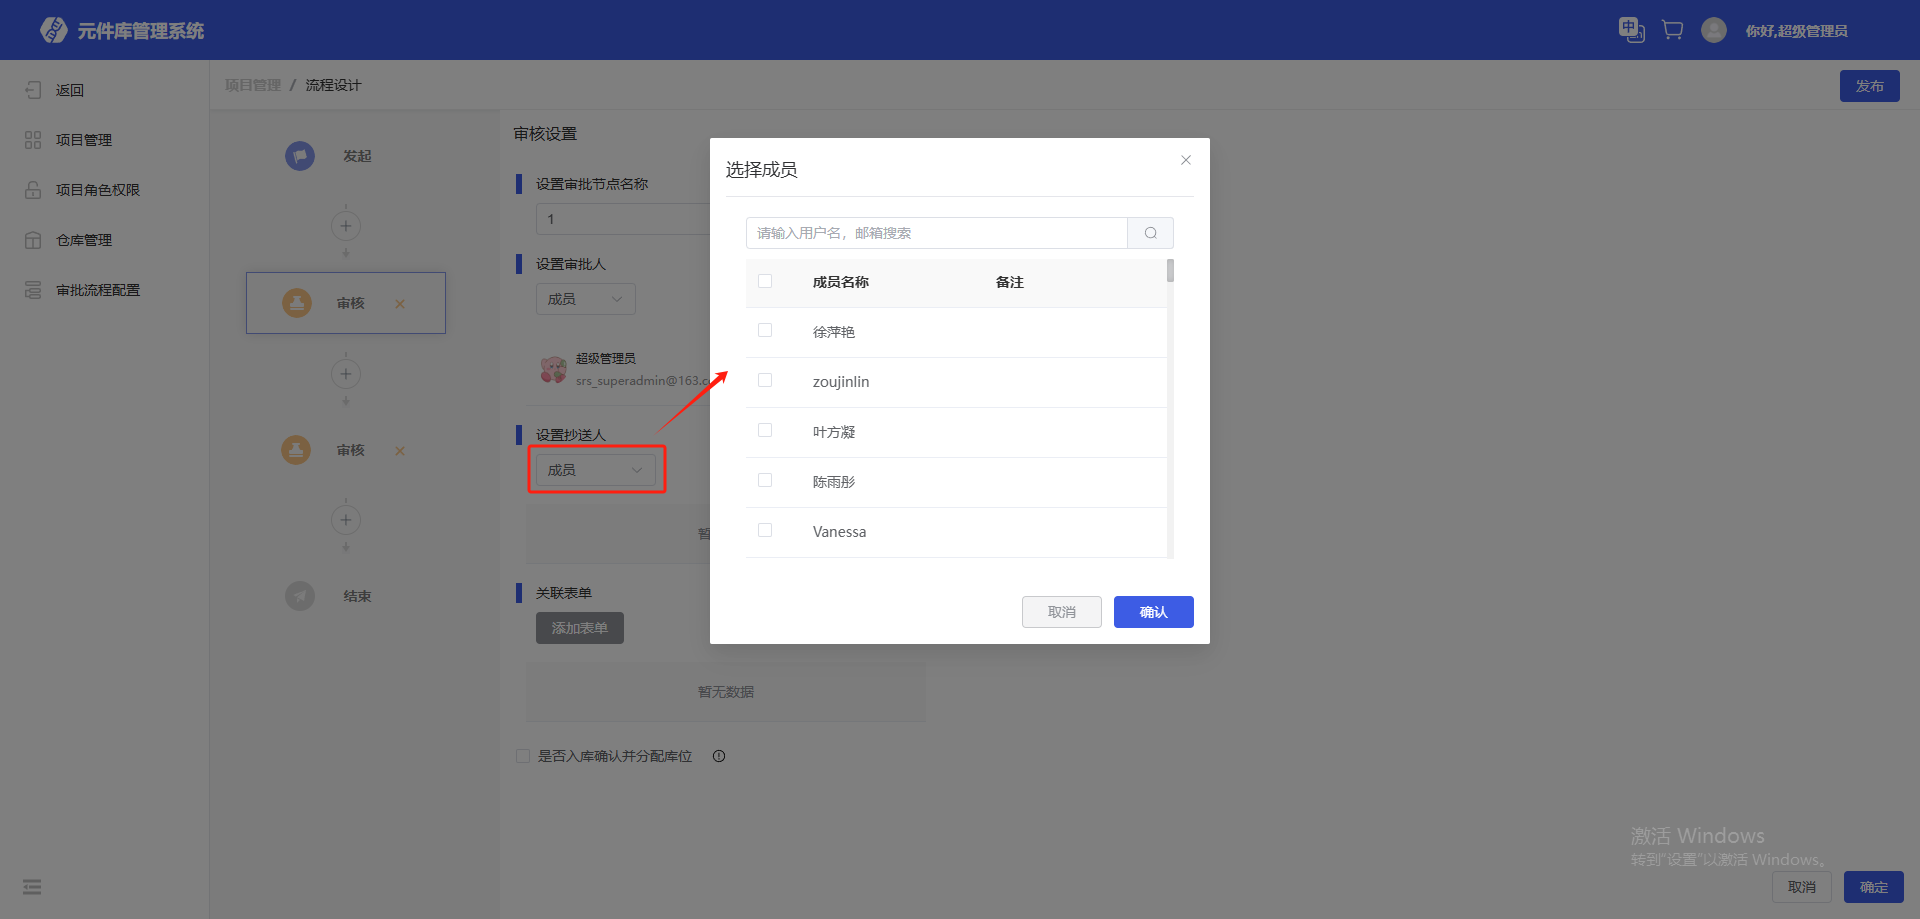 元件库管理系统
中
你好,超级管理员
返回
项目管理
项目角色权限
仓库管理
审批流程配置
项目管理 / 流程设计
发布
发起
审核
审核
结束
审核设置
设置审批节点名称
1
设置审批人
成员
超级管理员
srs_superadmin@163.c
设置抄送人
成员
暂
关联表单
添加表单
暂无数据
是否入库确认并分配库位
选择成员
请输入用户名，邮箱搜索
成员名称 备注
徐萍艳
zoujinlin
叶方凝
陈雨彤
Vanessa
取消 确认
激活 Windows
转到"设置"以激活 Windows。
取消 确定